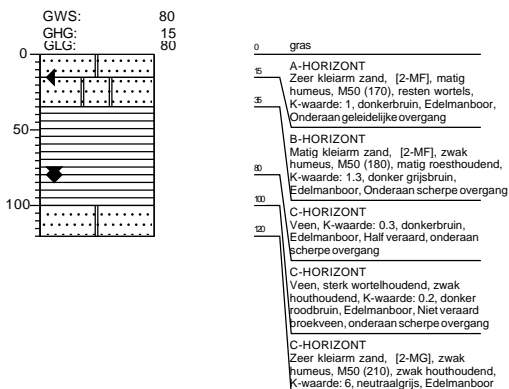 GWS: 80
GHG: 15
GLG: 80
0
50
100
0 gras
15
A-HORIZONT
Zeer kleiarm zand, [2-MF], matig
humeus, M50 (170), resten wortels,
K-waarde: 1, donkerbruin, Edelmanboor,
Onderaan geleidelijke overgang
35
B-HORIZONT
Matig kleiarm zand, [2-MF], zwak
humeus, M50 (180), matig roesthoudend,
K-waarde: 1.3, donker grijsbruin,
Edelmanboor, Onderaan scherpe overgang
80
C-HORIZONT
Veen, K-waarde: 0.3, donkerbruin,
Edelmanboor, Half veraard, onderaan
scherpe overgang
100
C-HORIZONT
Veen, sterk wortelhoudend, zwak
houthoudend, K-waarde: 0.2, donker
roodbruin, Edelmanboor, Niet veraard
broekveen, onderaan scherpe overgang
120
C-HORIZONT
Zeer kleiarm zand, [2-MG], zwak
humeus, M50 (210), zwak houthoudend,
K-waarde: 6, neutraalgrijs, Edelmanboor